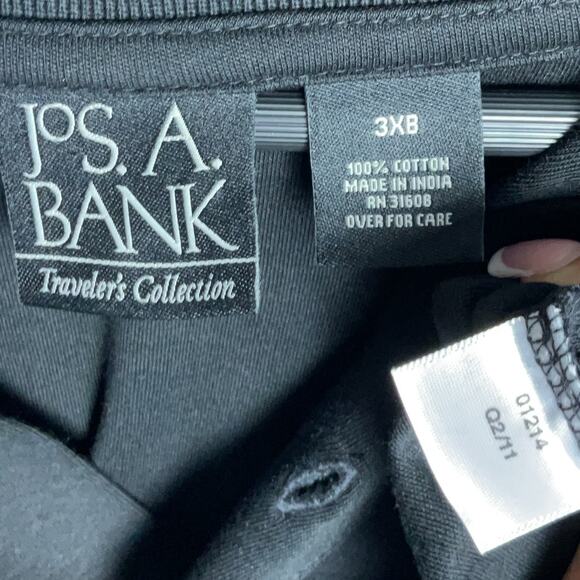 JoS. A.
BANK
Traveler's Collection
3XB
100% COTTON
MADE IN INDIA
RN 31608
OVER FOR CARE
01214
Q2/11